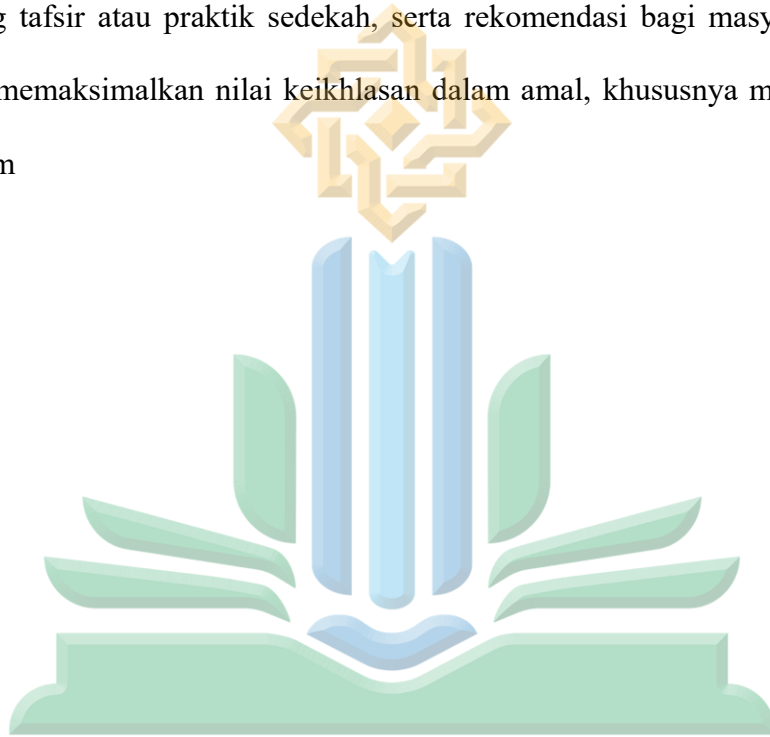 g tafsir atau praktik sedekah, serta rekomendasi bagi masy
memaksimalkan nilai keikhlasan dalam amal, khususnya m
m